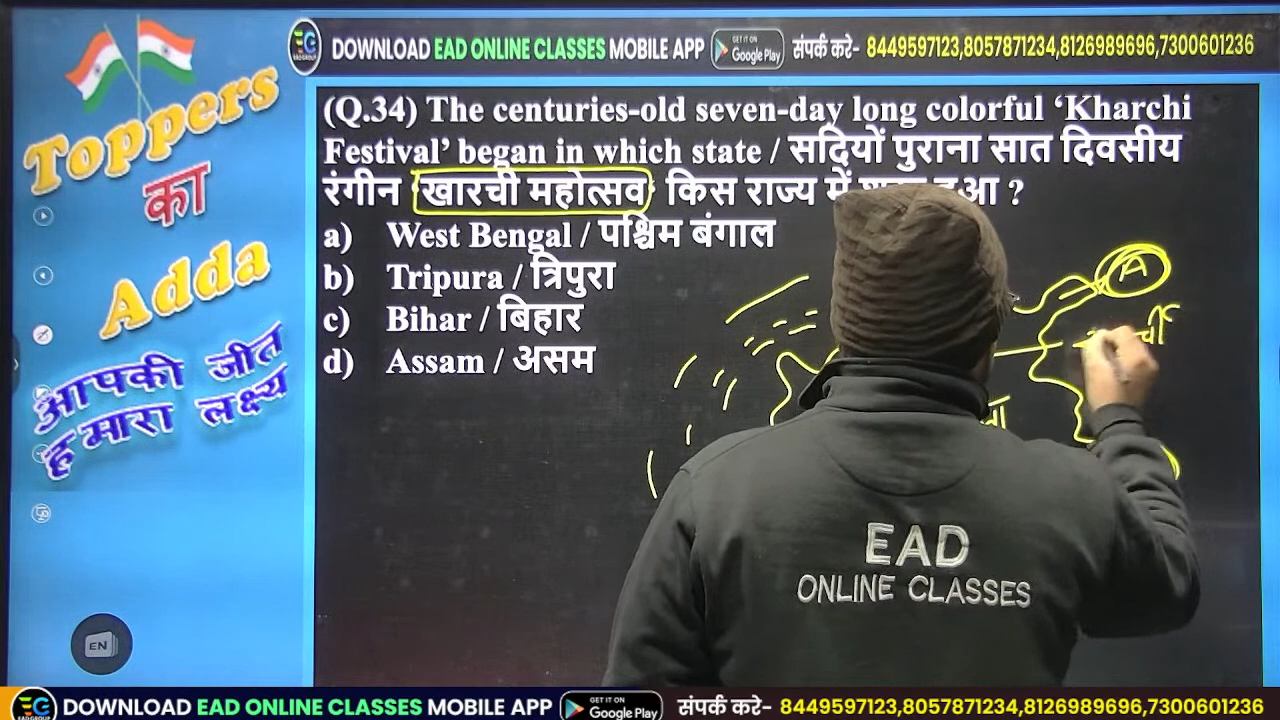 DOWNLOAD EAD ONLINE CLASSES MOBILE APP GET IT ON Google Play संपर्क करे- 8449597123,8057871234,8126989696,7300601236
Toppers
का
Adda
आपकी जीत
हमारा लक्ष्य
(Q.34) The centuries-old seven-day long colorful ‘Kharchi
Festival’ began in which state / सदियों पुराना सात दिवसीय
रंगीन ‘खारची महोत्सव’ किस राज्य में हुआ ?
a) West Bengal / पश्चिम बंगाल
b) Tripura / त्रिपुरा
c) Bihar / बिहार
d) Assam / असम
A
EAD
ONLINE CLASSES
EN
EG
EAD GROUP
DOWNLOAD EAD ONLINE CLASSES MOBILE APP GET IT ON Google Play संपर्क करे- 8449597123,8057871234,8126989696,7300601236